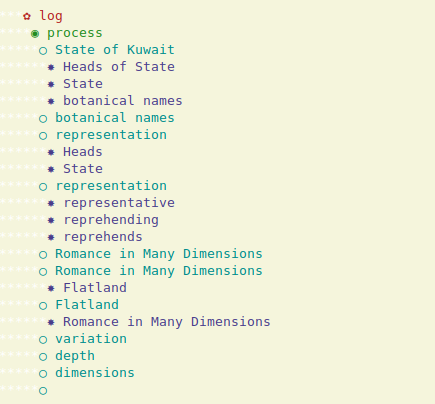 log
process
State of Kuwait
Heads of State
State
botanical names
botanical names
representation
Heads
State
representation
representative
reprehending
reprehends
Romance in Many Dimensions
Romance in Many Dimensions
Flatland
Flatland
Romance in Many Dimensions
variation
depth
dimensions